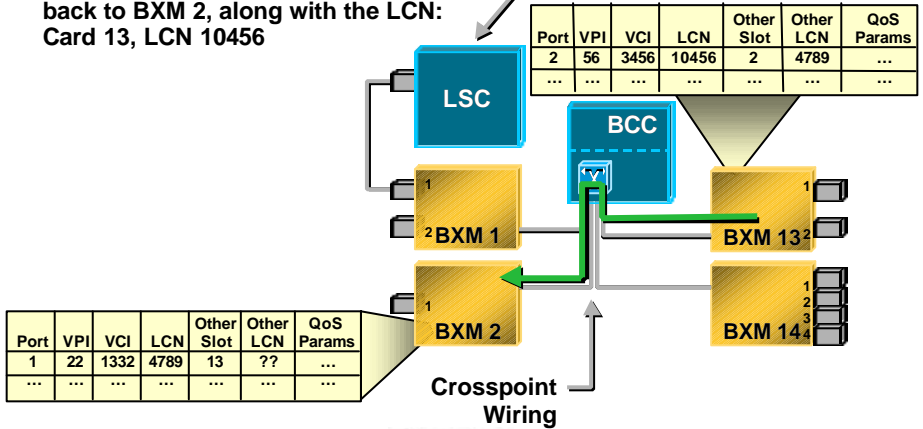 back to BXM 2, along with the LCN:
Card 13, LCN 10456
Port VPI VCI LCN Other Slot Other LCN QoS Params
2 56 3456 10456 2 4789 ...
... ... ... ... ... ... ...
LSC
BCC
1
2 BXM 1
1
BXM 13 2
1
BXM 2
1
2
3
BXM 14 4
Port VPI VCI LCN Other Slot Other LCN QoS Params
1 22 1332 4789 13 ?? ...
... ... ... ... ... ... ...
Crosspoint
Wiring